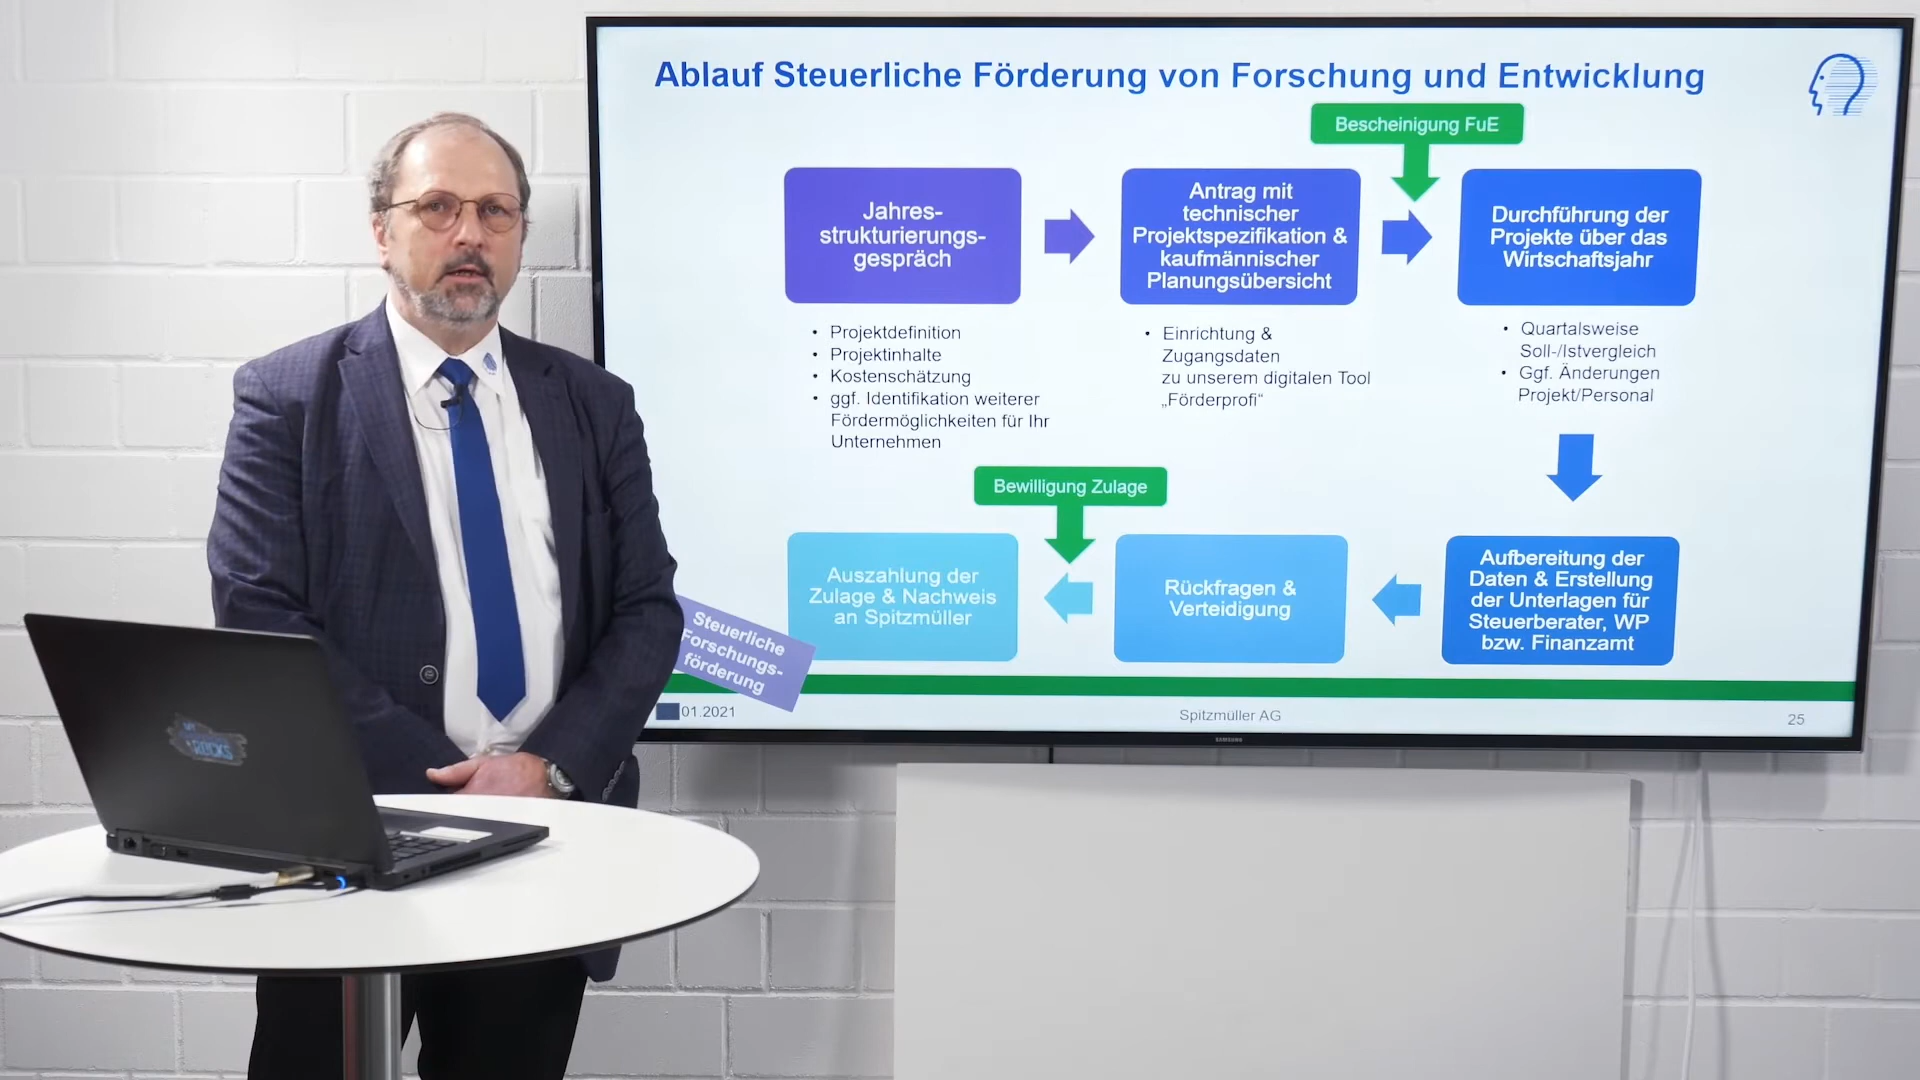 Ablauf Steuerliche Förderung von Forschung und Entwicklung
Bescheinigung FuE
Jahres-
strukturierungs-
gespräch
Antrag mit
technischer
Projektspezifikation &
kaufmännischer
Planungsübersicht
Durchführung der
Projekte über das
Wirtschaftsjahr
• Projektdefinition
• Projektinhalte
• Kostenschätzung
• ggf. Identifikation weiterer
Fördermöglichkeiten für Ihr
Unternehmen
• Einrichtung &
Zugangsdaten
zu unserem digitalen Tool
„Förderprofi“
• Quartalsweise
Soll-/Istvergleich
• Ggf. Änderungen
Projekt/Personal
Bewilligung Zulage
Auszahlung der
Zulage & Nachweis
an Spitzmüller
Rückfragen &
Verteidigung
Aufbereitung der
Daten & Erstellung
der Unterlagen für
Steuerberater, WP
bzw. Finanzamt
Steuerliche
Forschungs-
förderung
01.2021
Spitzmüller AG
25
SAMSUNG
ROCKS